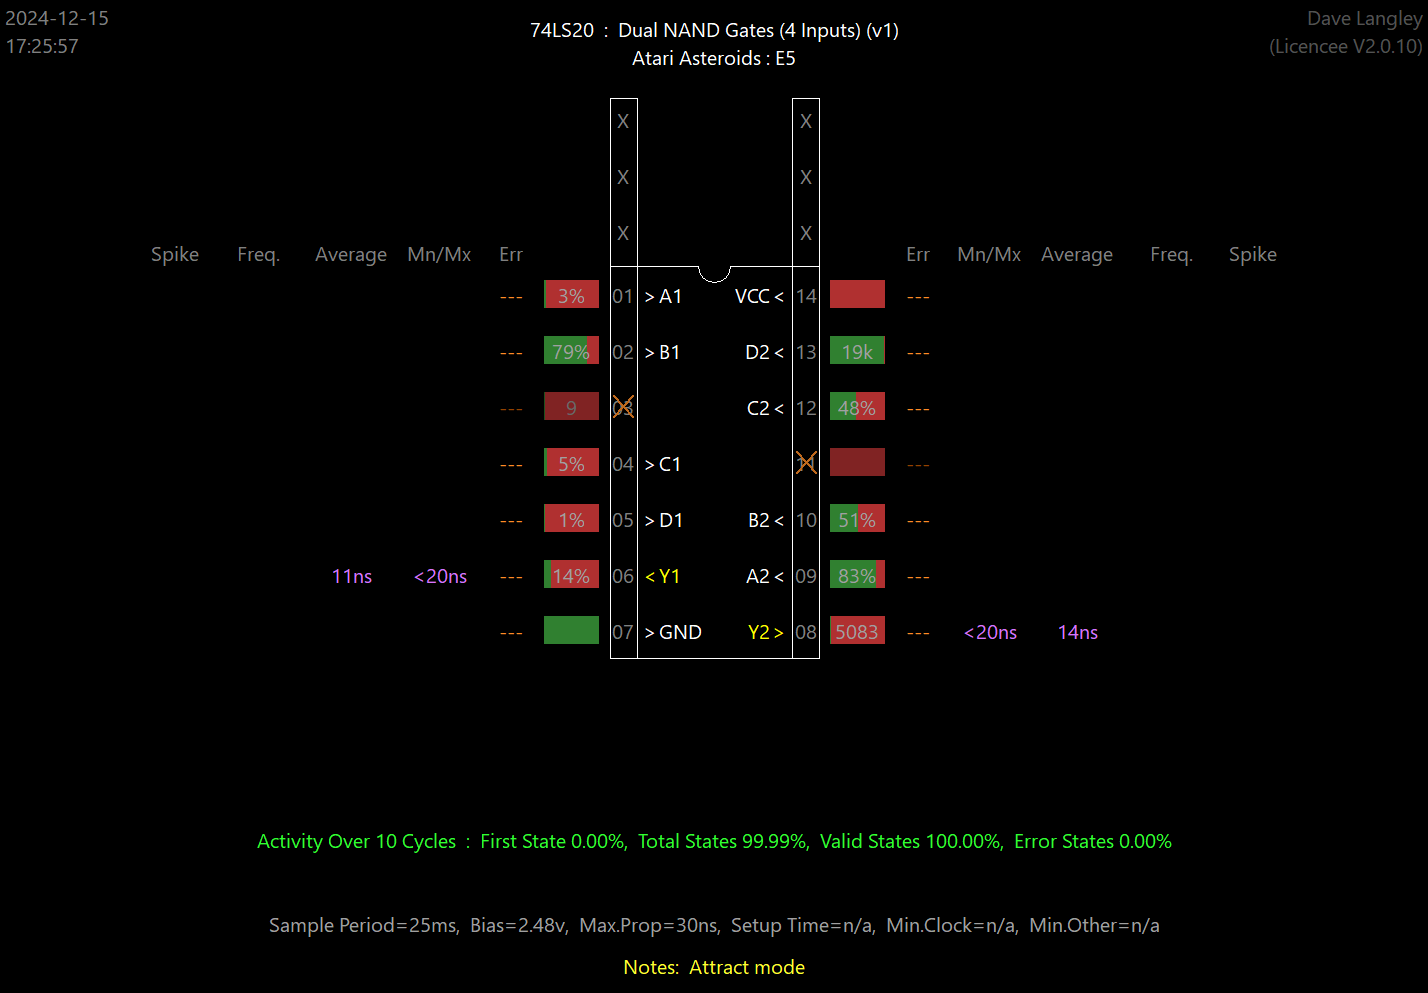 2024-12-15
17:25:57
74LS20 : Dual NAND Gates (4 Inputs) (v1)
Atari Asteroids : E5
Dave Langley
(Licencee V2.0.10)
X X
X X
X X
Spike Freq. Average Mn/Mx Err Err Mn/Mx Average Freq. Spike
--- 3% 01 > A1 VCC < 14 ---
--- 79% 02 > B1 D2 < 13 19k ---
--- 9 03 C2 < 12 48% ---
--- 5% 04 > C1 11 ---
--- 1% 05 > D1 B2 < 10 51% ---
11ns <20ns --- 14% 06 < Y1 A2 < 09 83% ---
--- 07 > GND Y2 > 08 5083 --- <20ns 14ns
Activity Over 10 Cycles : First State 0.00%, Total States 99.99%, Valid States 100.00%, Error States 0.00%
Sample Period=25ms, Bias=2.48v, Max.Prop=30ns, Setup Time=n/a, Min.Clock=n/a, Min.Other=n/a
Notes: Attract mode